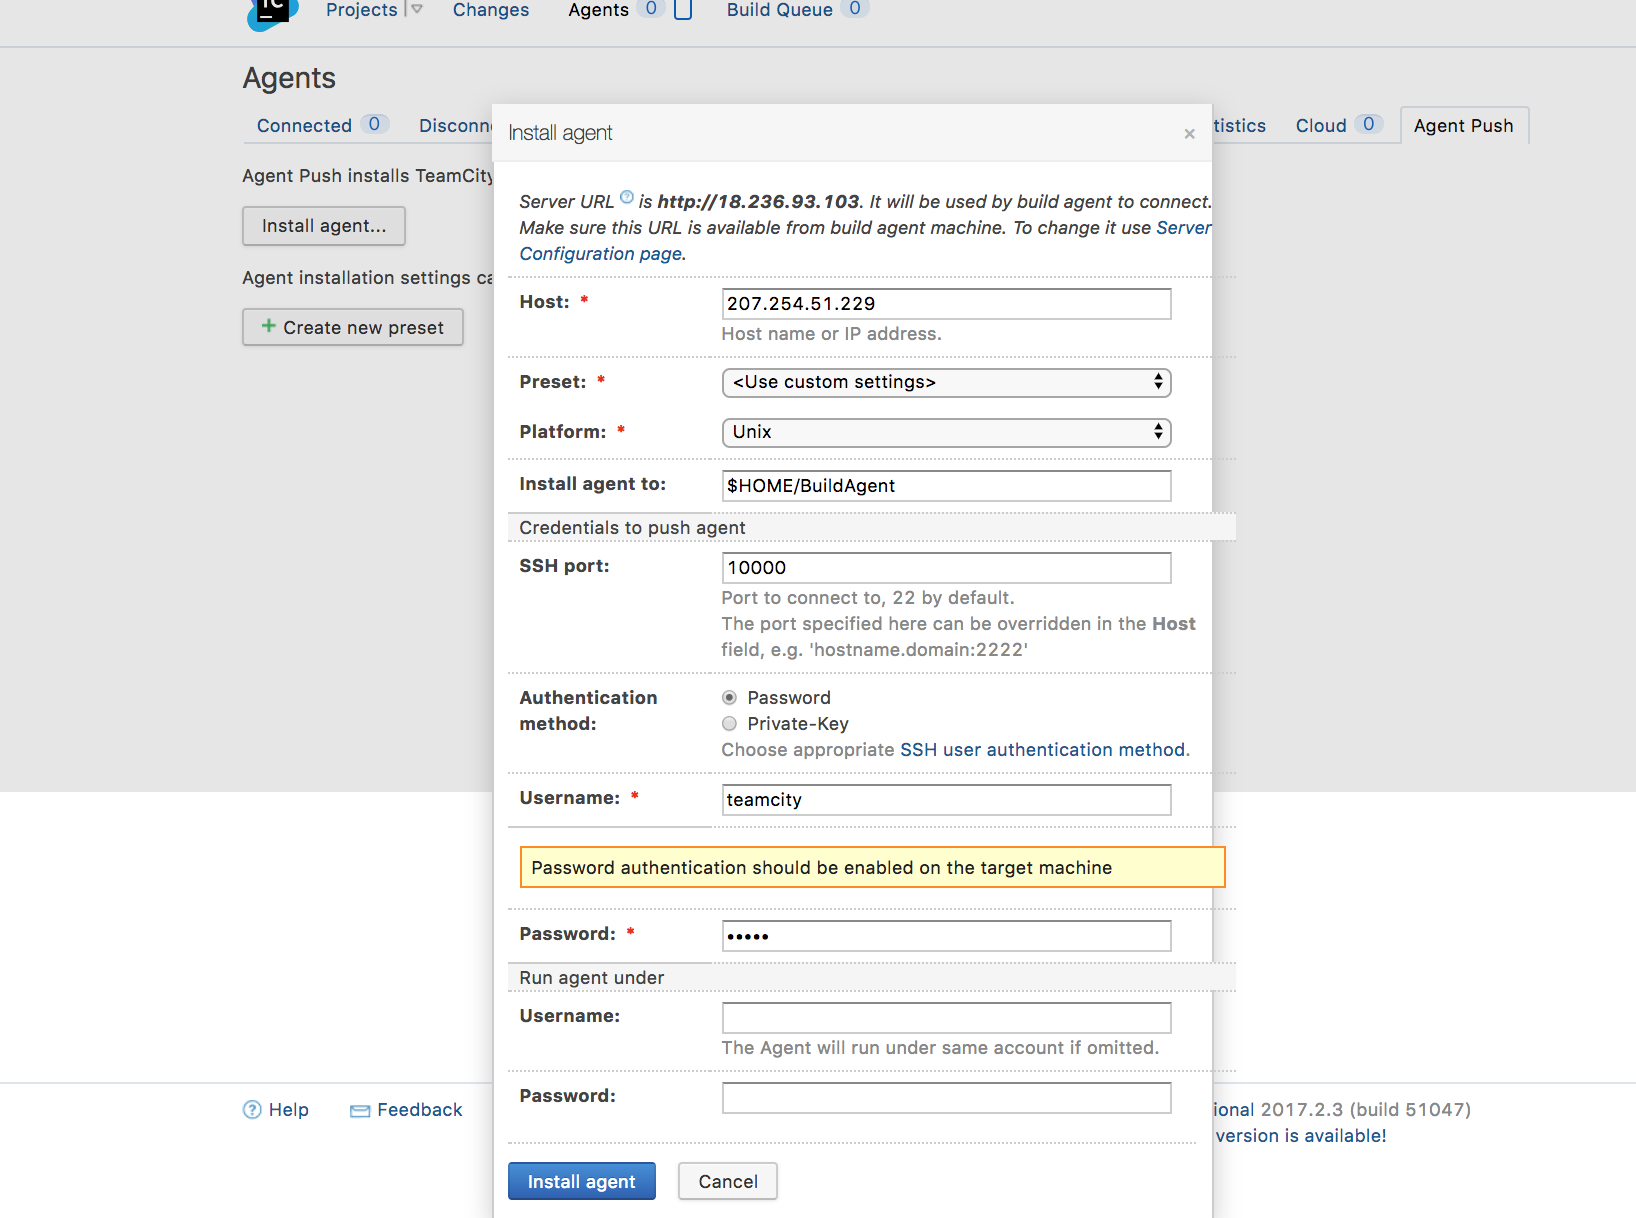 TC
Projects
Changes
Agents 0
Build Queue 0
Agents
Connected 0
Disconn
tistics
Cloud 0
Agent Push
Agent Push installs TeamCity
Install agent...
Agent installation settings ca
Create new preset
Install agent
×
Server URL ? is http://18.236.93.103. It will be used by build agent to connect.
Make sure this URL is available from build agent machine. To change it use Server
Configuration page.
Host: *
207.254.51.229
Host name or IP address.
Preset: *
<Use custom settings>
Platform: *
Unix
Install agent to:
$HOME/BuildAgent
Credentials to push agent
SSH port:
10000
Port to connect to, 22 by default.
The port specified here can be overridden in the Host
field, e.g. 'hostname.domain:2222'
Authentication
method:
Password
Private-Key
Choose appropriate SSH user authentication method.
Username: *
teamcity
Password authentication should be enabled on the target machine
Password: *
•••••
Run agent under
Username:
The Agent will run under same account if omitted.
Password:
Install agent
Cancel
? Help
Feedback
ional 2017.2.3 (build 51047)
version is available!